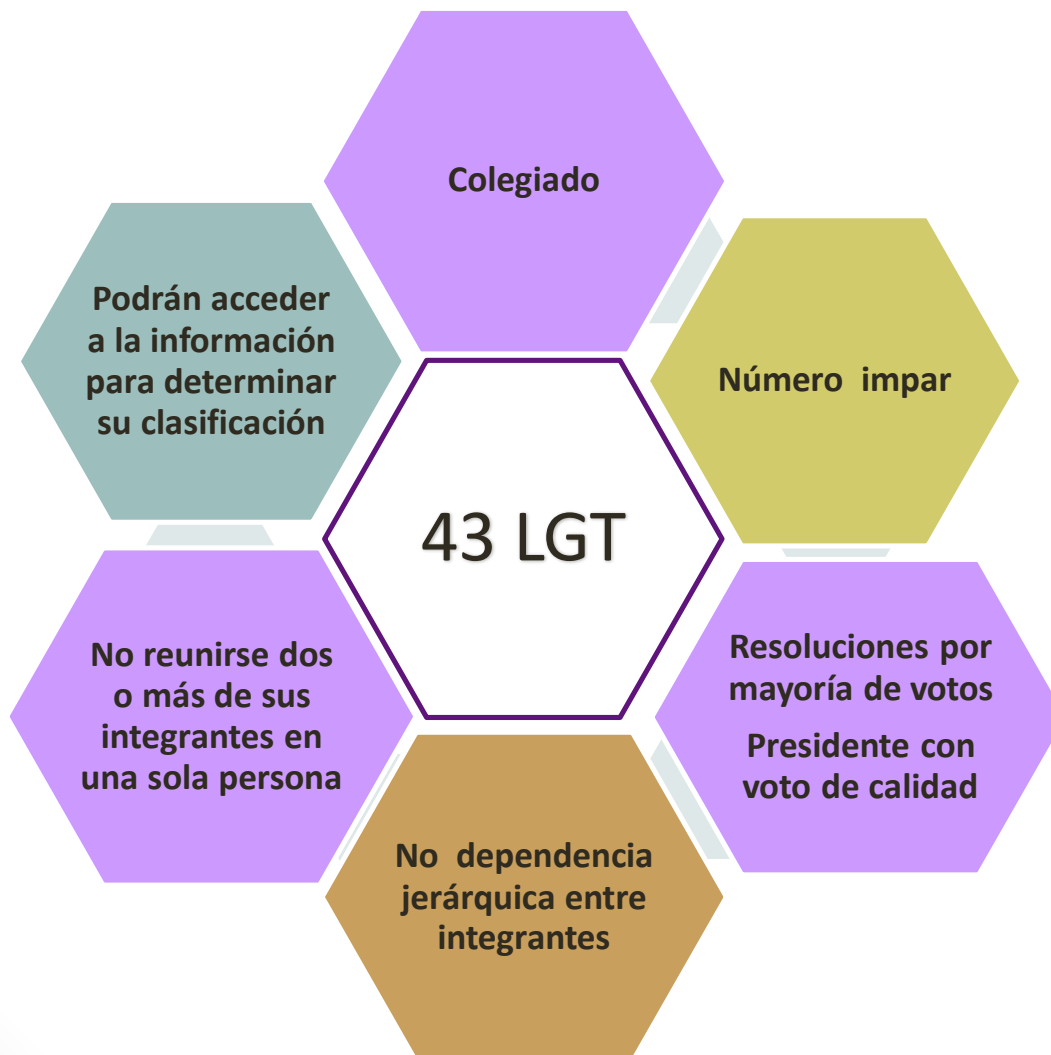 Colegiado
Número impar
Resoluciones por
mayoría de votos
Presidente con
voto de calidad
No dependencia
jerárquica entre
integrantes
No reunirse dos
o más de sus
integrantes en
una sola persona
Podrán acceder
a la información
para determinar
su clasificación
43 LGT